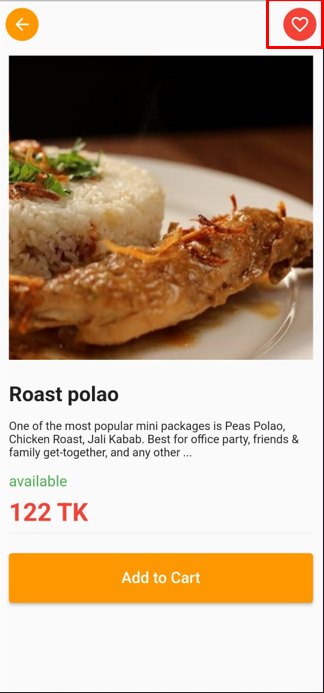 Roast polao
One of the most popular mini packages is Peas Polao,
Chicken Roast, Jali Kabab. Best for office party, friends &
family get-together, and any other ...
available
122 TK
Add to Cart